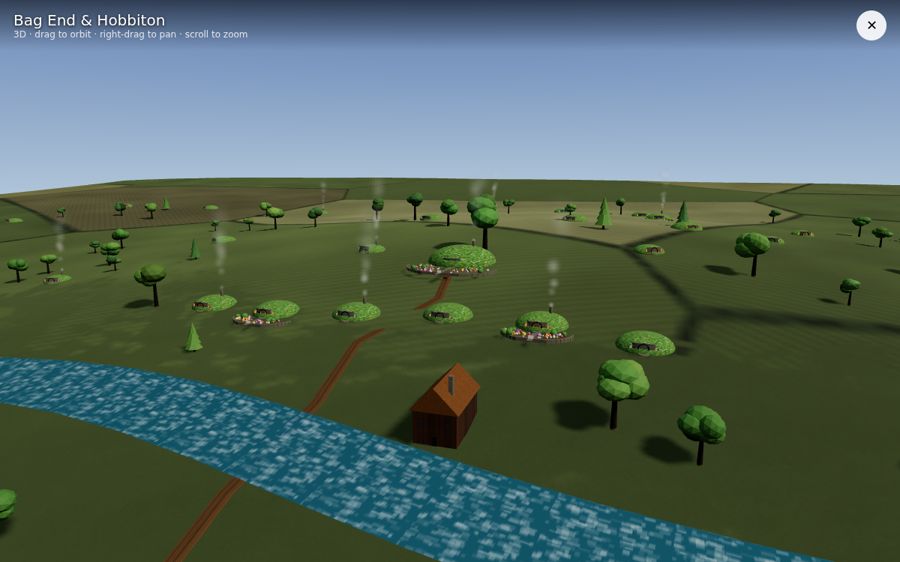 Bag End & Hobbiton
3D · drag to orbit · right-drag to pan · scroll to zoom